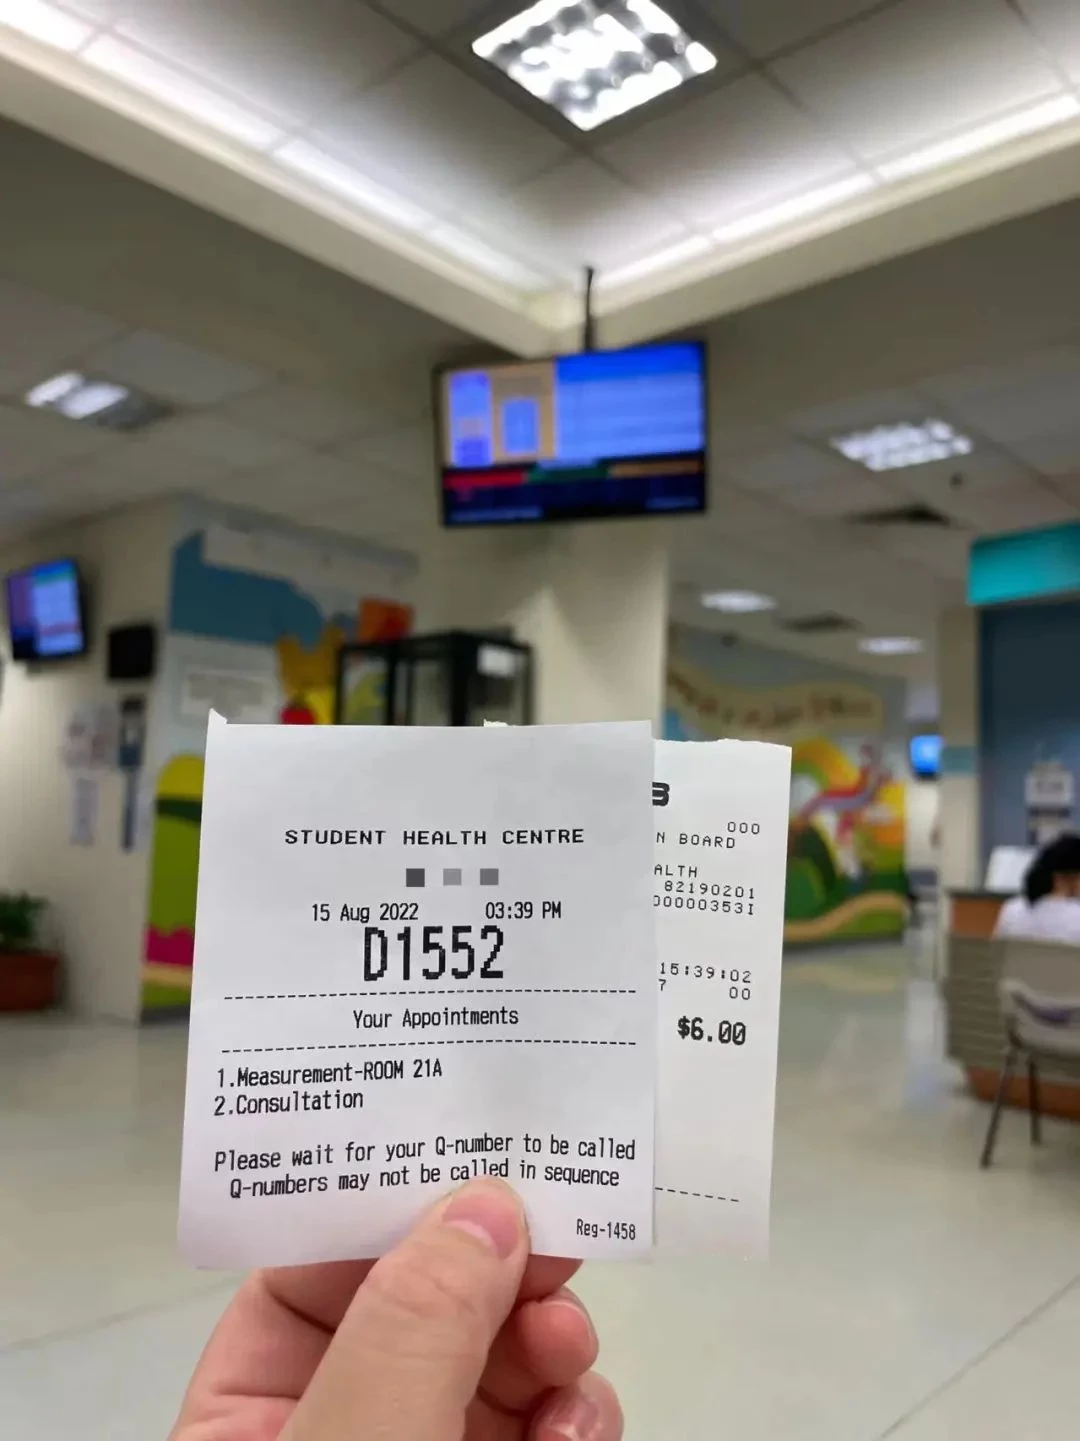 STUDENT HEALTH CENTRE
15 Aug 2022 03:39 PM
D1552
Your Appointments
1.Measurement-ROOM 21A
2.Consultation
Please wait for your Q-number to be called
Q-numbers may not be called in sequence
Reg-1458
000
N BOARD
ALTH
82190201
00000353I
15:39:02
7 00
$6.00